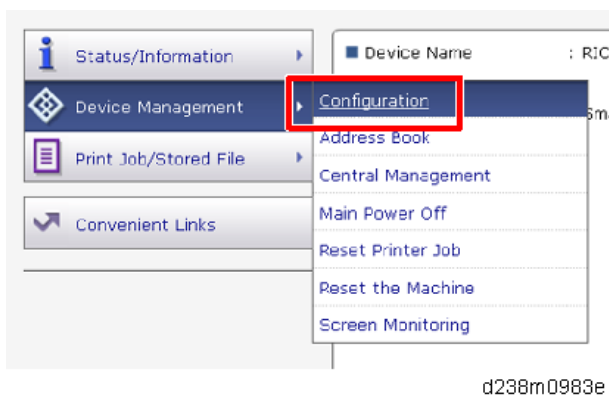 Status/Information
Device Name : RIC
Device Management
Configuration
Address Book
Print Job/Stored File
Central Management
Main Power Off
Convenient Links
Reset Printer Job
Reset the Machine
Screen Monitoring
d238m0983e